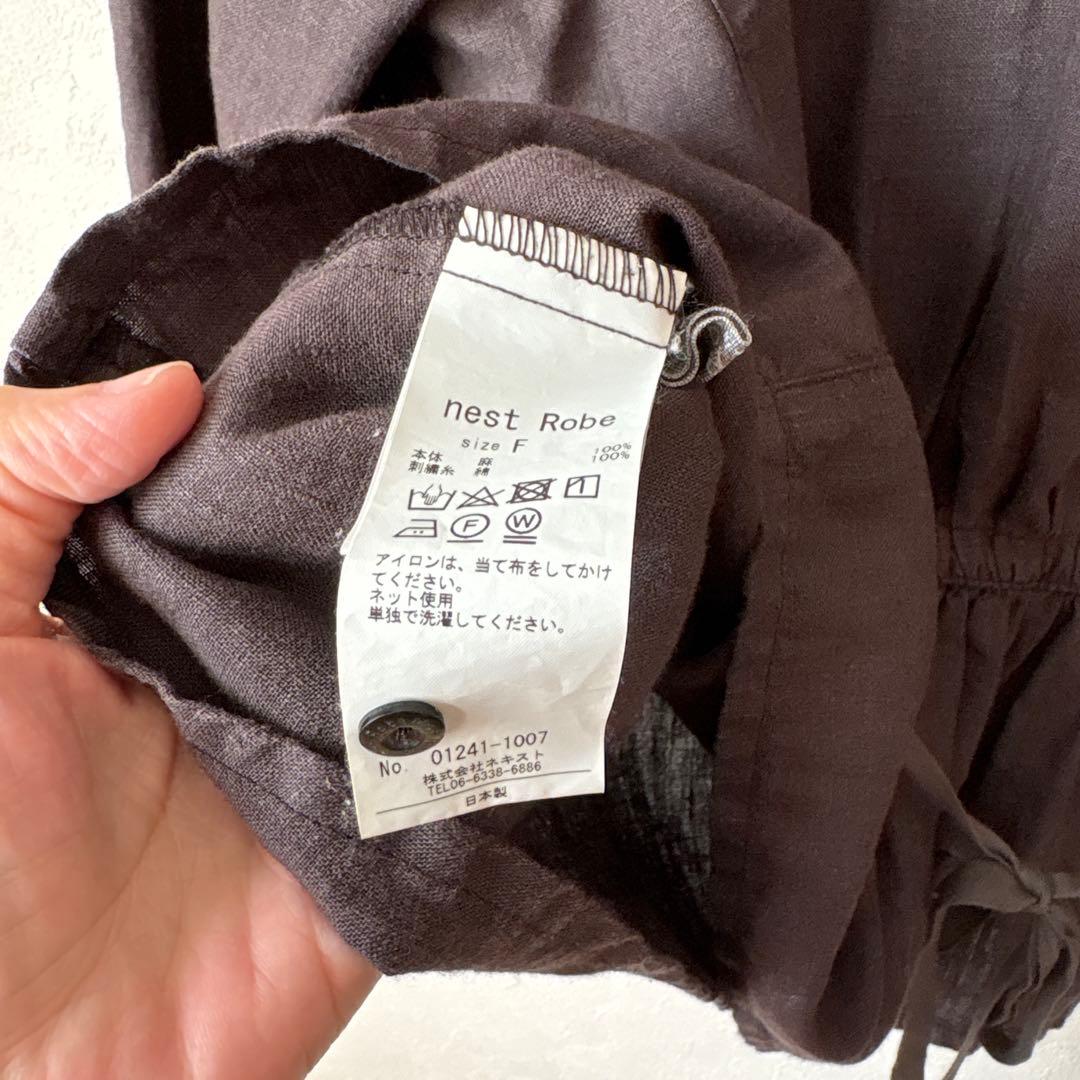 nest Robe
size F
本体 麻 100%
刺繍糸 綿 100%
F W
アイロンは、当て布をしてかけ
てください。
ネット使用
単独で洗濯してください。
No. 01241-1007
株式会社ネキスト
TEL06-6338-6886
日本製